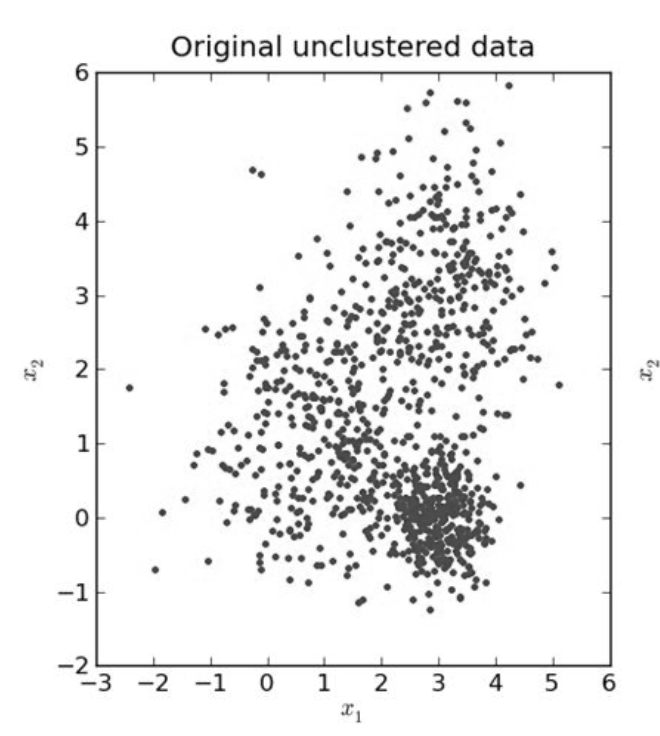 Original unclustered data
6
5
4
3
2
1
0
−1
−2
x₂
x₂
−3 −2 −1 0 1 2 3 4 5 6
x₁